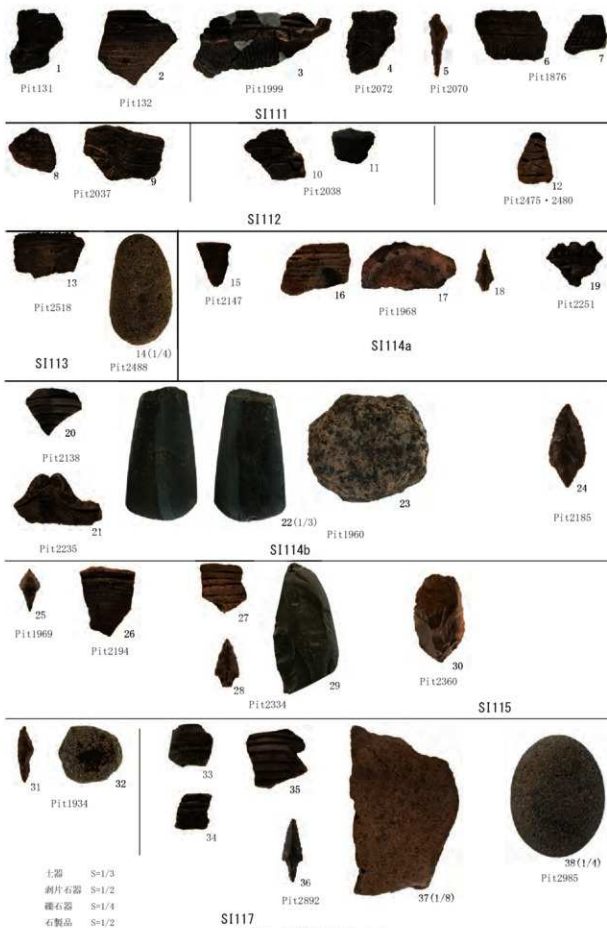 1 2 3 4 5 6 7
Pit131 Pit132 Pit1999 Pit2072 Pit2070 Pit1876
SI111
8 9 10 11 12
Pit2037 Pit2038 Pit2475・2480
SI112
13 14(1/4) 15 16 17 18 19
Pit2518 Pit2488 Pit2147 Pit1968 Pit2251
SI113 SI114a
20 21 22(1/3) 23 24
Pit2138 Pit2235 Pit1960 Pit2185
SI114b
25 26 27 28 29 30
Pit1969 Pit2194 Pit2334 Pit2360
SI115
31 32 33 34 35 36 37(1/8) 38(1/4)
Pit1934 Pit2892 Pit2985
土器 S=1/3
剥片石器 S=1/2
礫石器 S=1/4
石製品 S=1/2
SI117